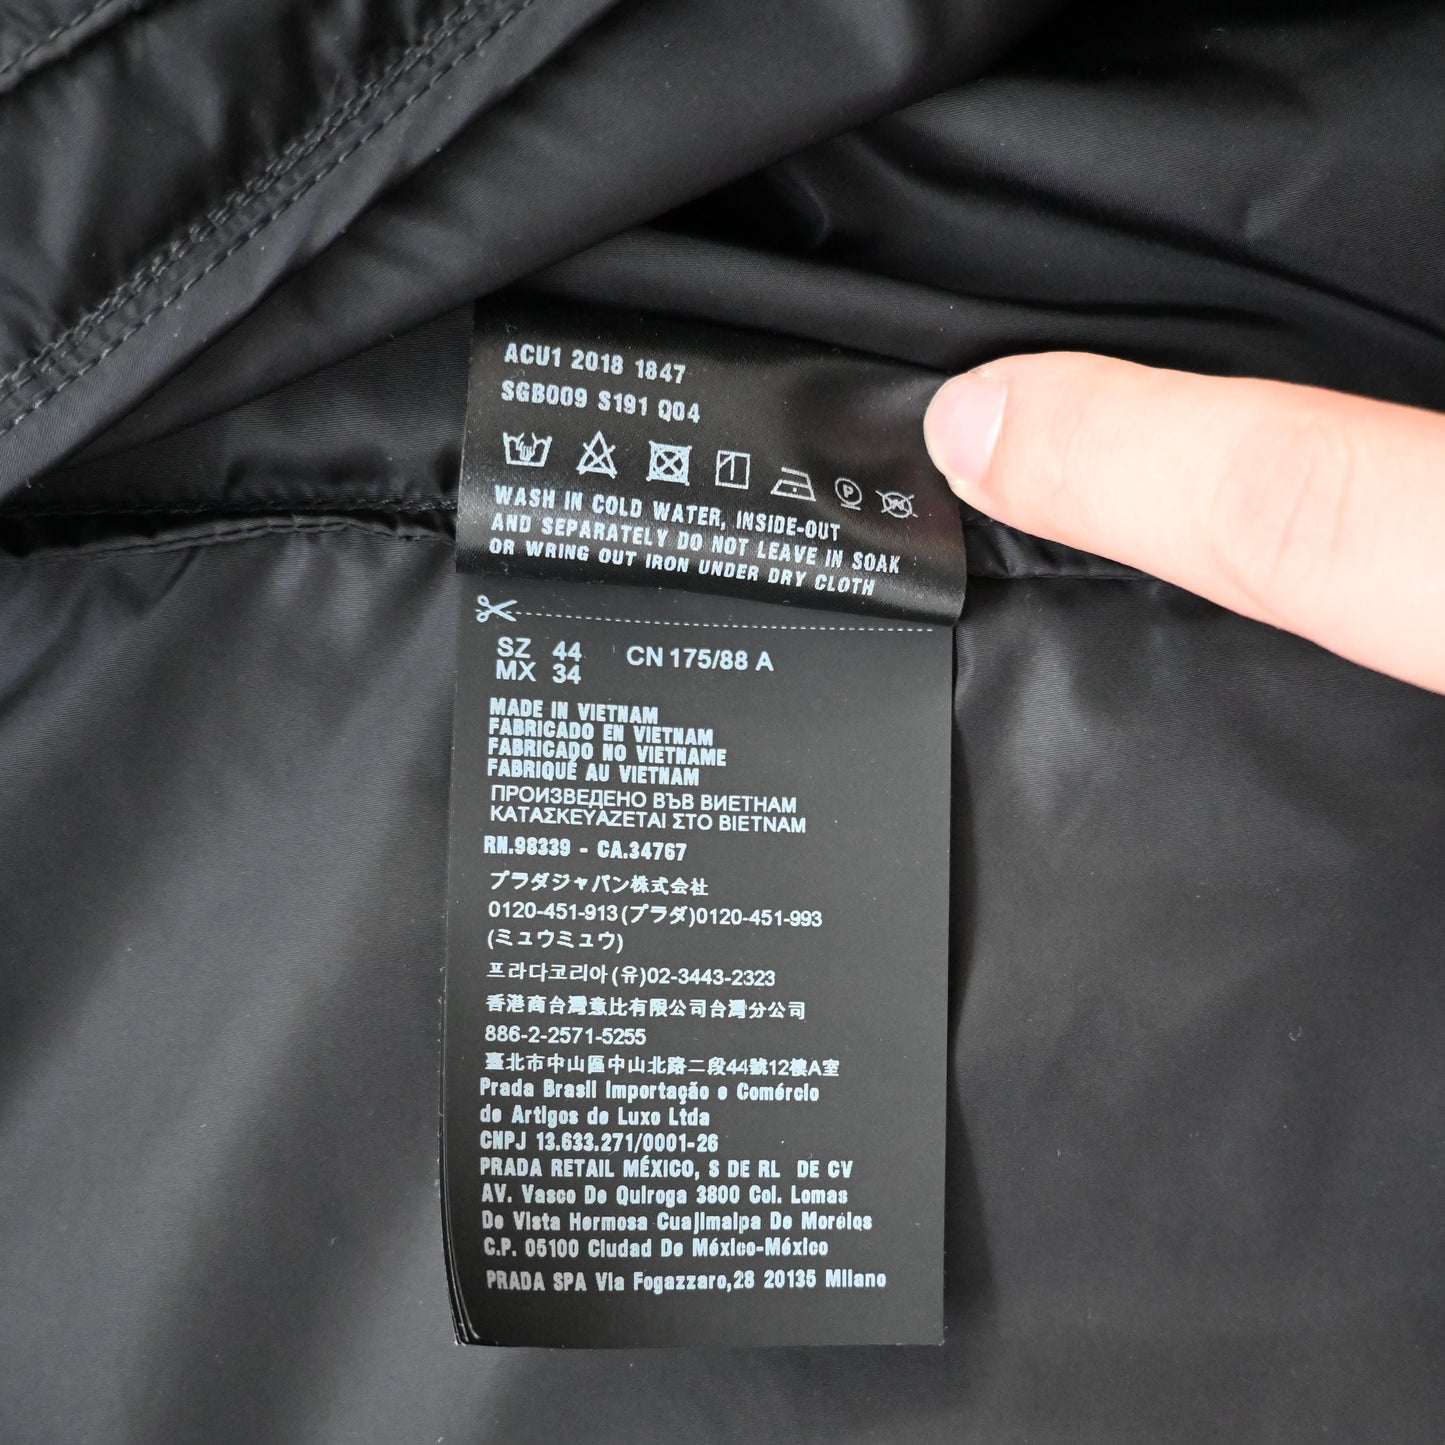 ACU1 2018 1847
SGB009 S191 Q04
P
W
WASH IN COLD WATER, INSIDE-OUT
AND SEPARATELY DO NOT LEAVE IN SOAK
OR WRING OUT IRON UNDER DRY CLOTH
SZ 44 CN 175/88 A
MX 34
MADE IN VIETNAM
FABRICADO EN VIETNAM
FABRICADO NO VIETNAME
FABRIQUÉ AU VIETNAM
ПРОИЗВЕДЕНО ВЪВ ВИЕТНАМ
ΚΑΤΑΣΚΕΥΑΖΕΤΑΙ ΣΤΟ ΒΙΕΤΝΑΜ
RN.98339 - CA.34767
プラダジャパン株式会社
0120-451-913(プラダ)0120-451-993
(ミュウミュウ)
프라다코리아(유)02-3443-2323
香港商台灣意比有限公司台灣分公司
886-2-2571-5255
臺北市中山區中山北路二段44號12樓A室
Prada Brasil Importação e Comércio
de Artigos de Luxo Ltda
CNPJ 13.633.271/0001-26
PRADA RETAIL MÉXICO, S DE RL DE CV
AV. Vasco De Quiroga 3800 Col. Lomas
De Vista Hermosa Cuajimalpa De Morelos
C.P. 05100 Ciudad De México-México
PRADA SPA Via Fogazzaro,28 20135 Milano